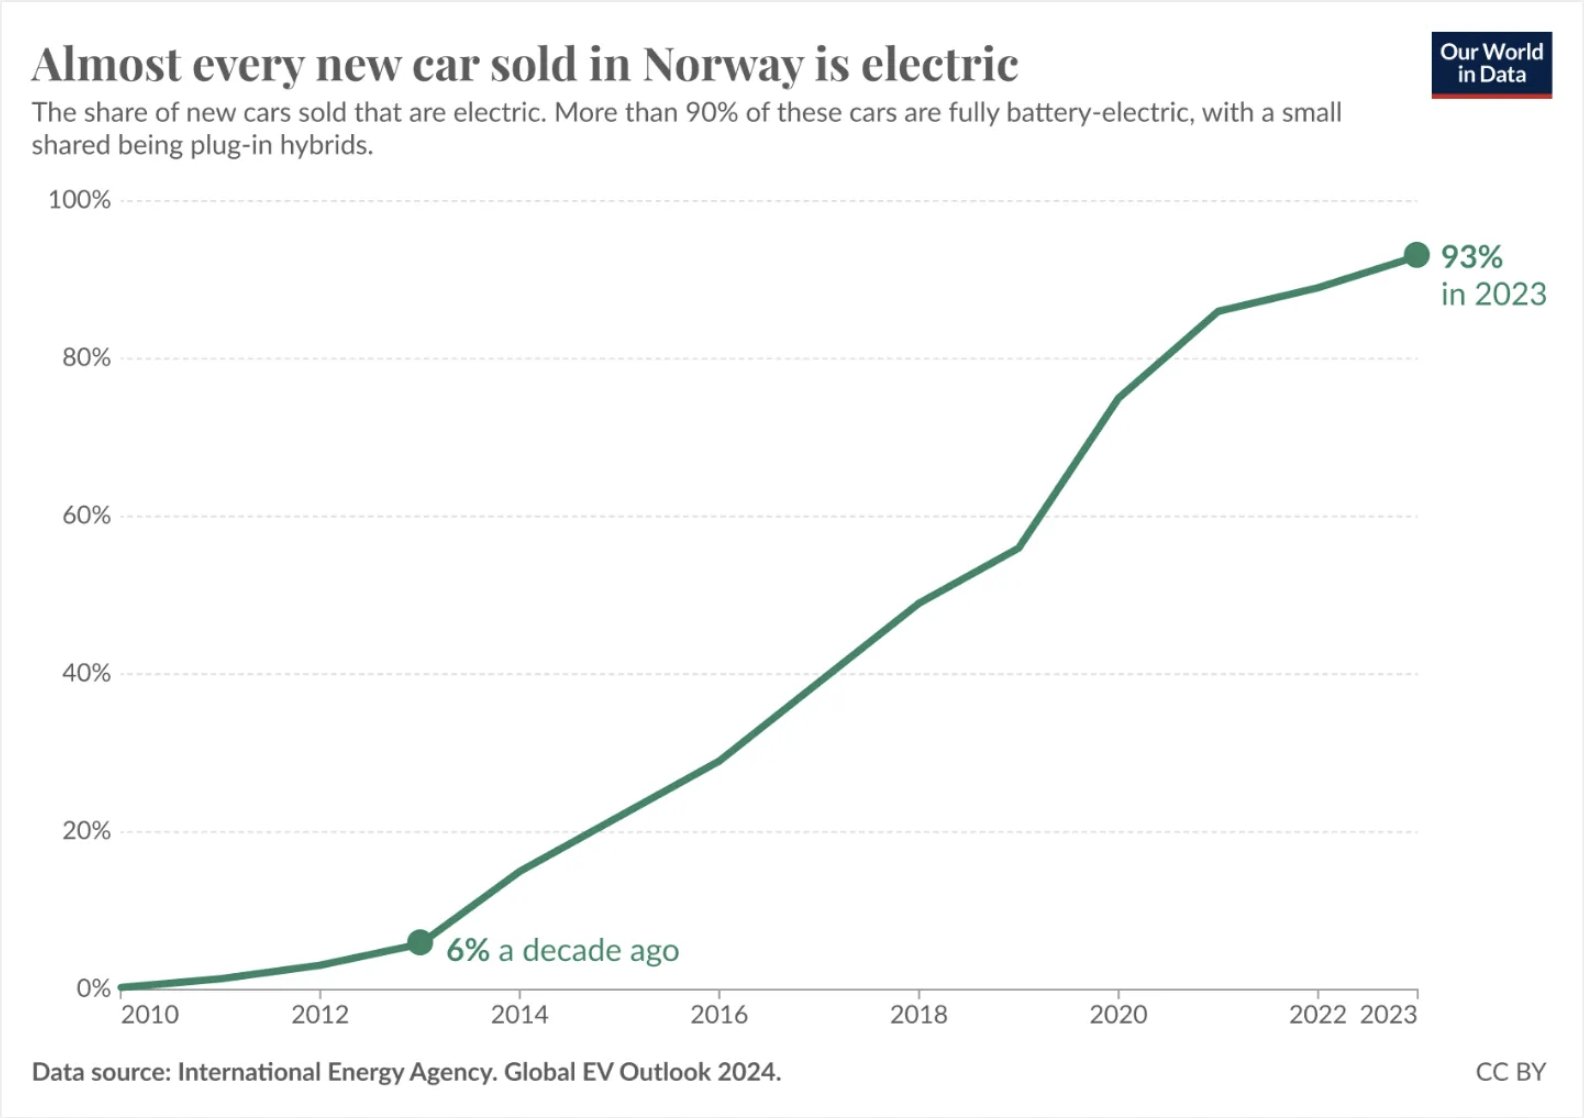 Almost every new car sold in Norway is electric
Our World
in Data
The share of new cars sold that are electric. More than 90% of these cars are fully battery-electric, with a small
shared being plug-in hybrids.
100%
93%
in 2023
80%
60%
40%
20%
6% a decade ago
0%
2010 2012 2014 2016 2018 2020 2022 2023
Data source: International Energy Agency. Global EV Outlook 2024.
CC BY